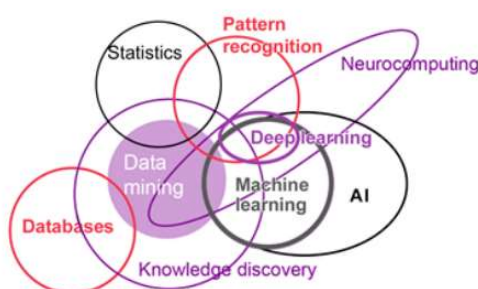 Pattern
recognition
Statistics
Neurocomputing
Deep learning
Data
mining
Machine
learning
AI
Databases
Knowledge discovery